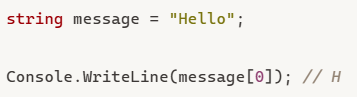 string message = "Hello";
Console.WriteLine(message[0]); // H